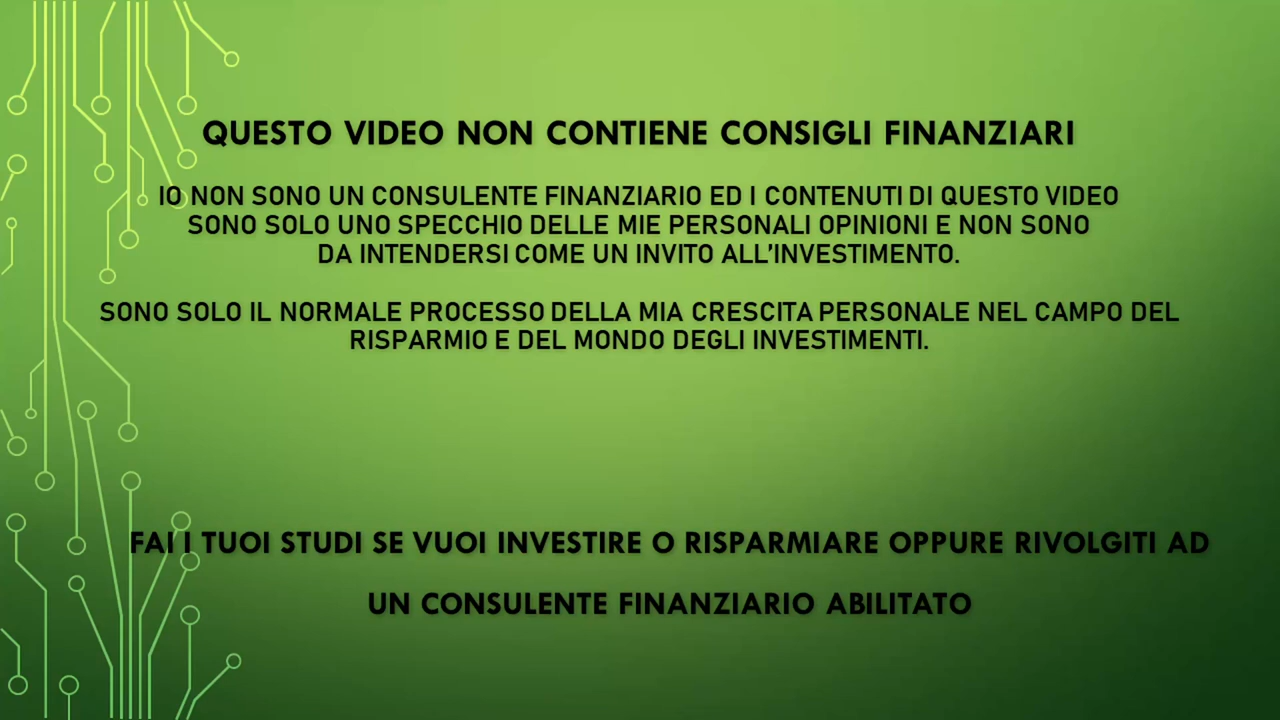 QUESTO VIDEO NON CONTIENE CONSIGLI FINANZIARI
IO NON SONO UN CONSULENTE FINANZIARIO ED I CONTENUTI DI QUESTO VIDEO
SONO SOLO UNO SPECCHIO DELLE MIE PERSONALI OPINIONI E NON SONO
DA INTENDERSI COME UN INVITO ALL'INVESTIMENTO.
SONO SOLO IL NORMALE PROCESSO DELLA MIA CRESCITA PERSONALE NEL CAMPO DEL
RISPARMIO E DEL MONDO DEGLI INVESTIMENTI.
FAI I TUOI STUDI SE VUOI INVESTIRE O RISPARMIARE OPPURE RIVOLGITI AD
UN CONSULENTE FINANZIARIO ABILITATO